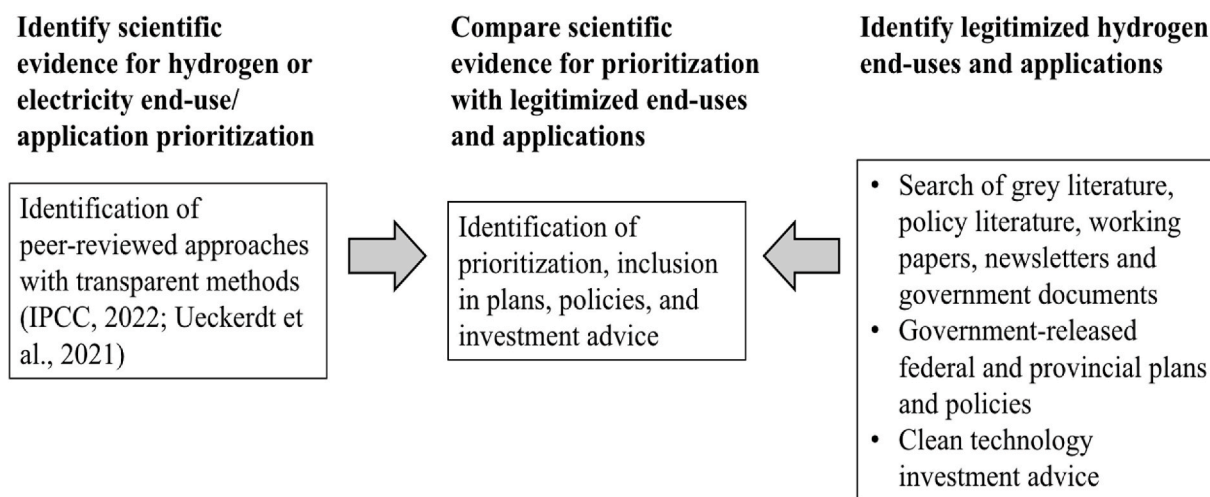 Identify scientific
evidence for hydrogen or
electricity end-use/
application prioritization
Identification of
peer-reviewed approaches
with transparent methods
(IPCC, 2022; Ueckerdt et
al., 2021)
Compare scientific
evidence for prioritization
with legitimized end-uses
and applications
Identification of
prioritization, inclusion
in plans, policies, and
investment advice
Identify legitimized hydrogen
end-uses and applications
• Search of grey literature,
policy literature, working
papers, newsletters and
government documents
• Government-released
federal and provincial plans
and policies
• Clean technology
investment advice